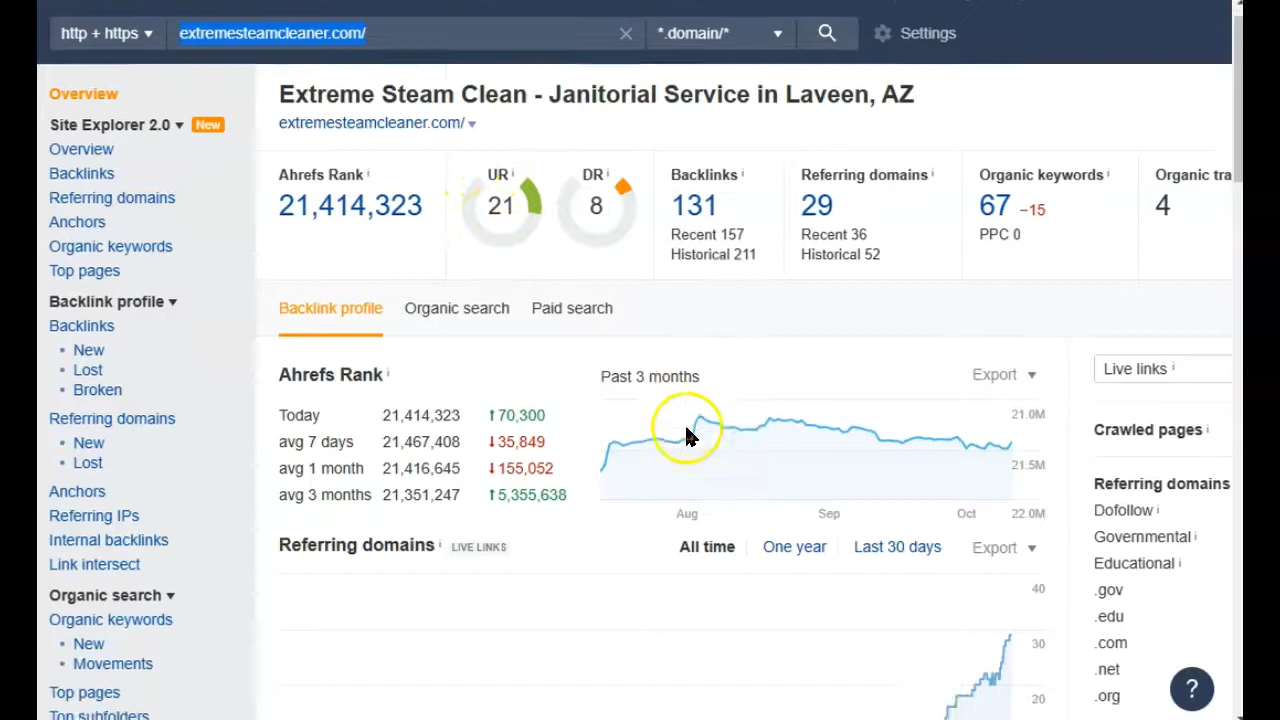 http + https
extremesteamcleaner.com/
*.domain/*
Settings
Overview
Site Explorer 2.0 New
Overview
Backlinks
Referring domains
Anchors
Organic keywords
Top pages
Backlink profile
Backlinks
• New
• Lost
• Broken
Referring domains
• New
• Lost
Anchors
Referring IPs
Internal backlinks
Link intersect
Organic search
Organic keywords
• New
• Movements
Top pages
Top subfolders
Extreme Steam Clean - Janitorial Service in Laveen, AZ
extremesteamcleaner.com/
Ahrefs Rank i
21,414,323
UR i
21
DR i
8
Backlinks i
131
Recent 157
Historical 211
Referring domains i
29
Recent 36
Historical 52
Organic keywords i
67 −15
PPC 0
Organic tra
4
Backlink profile Organic search Paid search
Ahrefs Rank i
Today 21,414,323 ↑70,300
avg 7 days 21,467,408 ↓35,849
avg 1 month 21,416,645 ↓155,052
avg 3 months 21,351,247 ↑5,355,638
Past 3 months
Export
21.0M
21.5M
22.0M
Aug Sep Oct
Referring domains i LIVE LINKS
All time One year Last 30 days Export
40
30
20
Live links i
Crawled pages i
Referring domains
Dofollow i
Governmental i
Educational i
.gov
.edu
.com
.net
.org
?